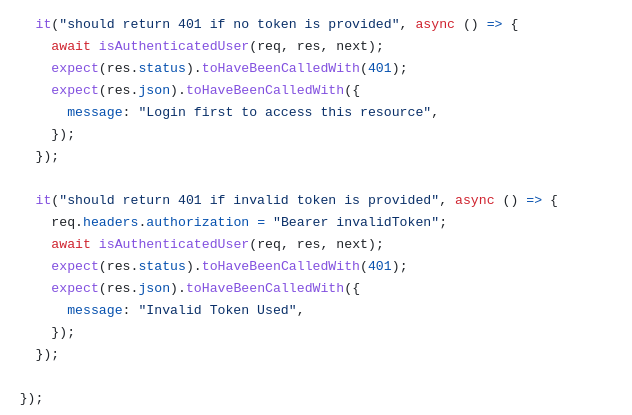 it("should return 401 if no token is provided", async () => {
await isAuthenticatedUser(req, res, next);
expect(res.status).toHaveBeenCalledWith(401);
expect(res.json).toHaveBeenCalledWith({
message: "Login first to access this resource",
});
});
it("should return 401 if invalid token is provided", async () => {
req.headers.authorization = "Bearer invalidToken";
await isAuthenticatedUser(req, res, next);
expect(res.status).toHaveBeenCalledWith(401);
expect(res.json).toHaveBeenCalledWith({
message: "Invalid Token Used",
});
});
});